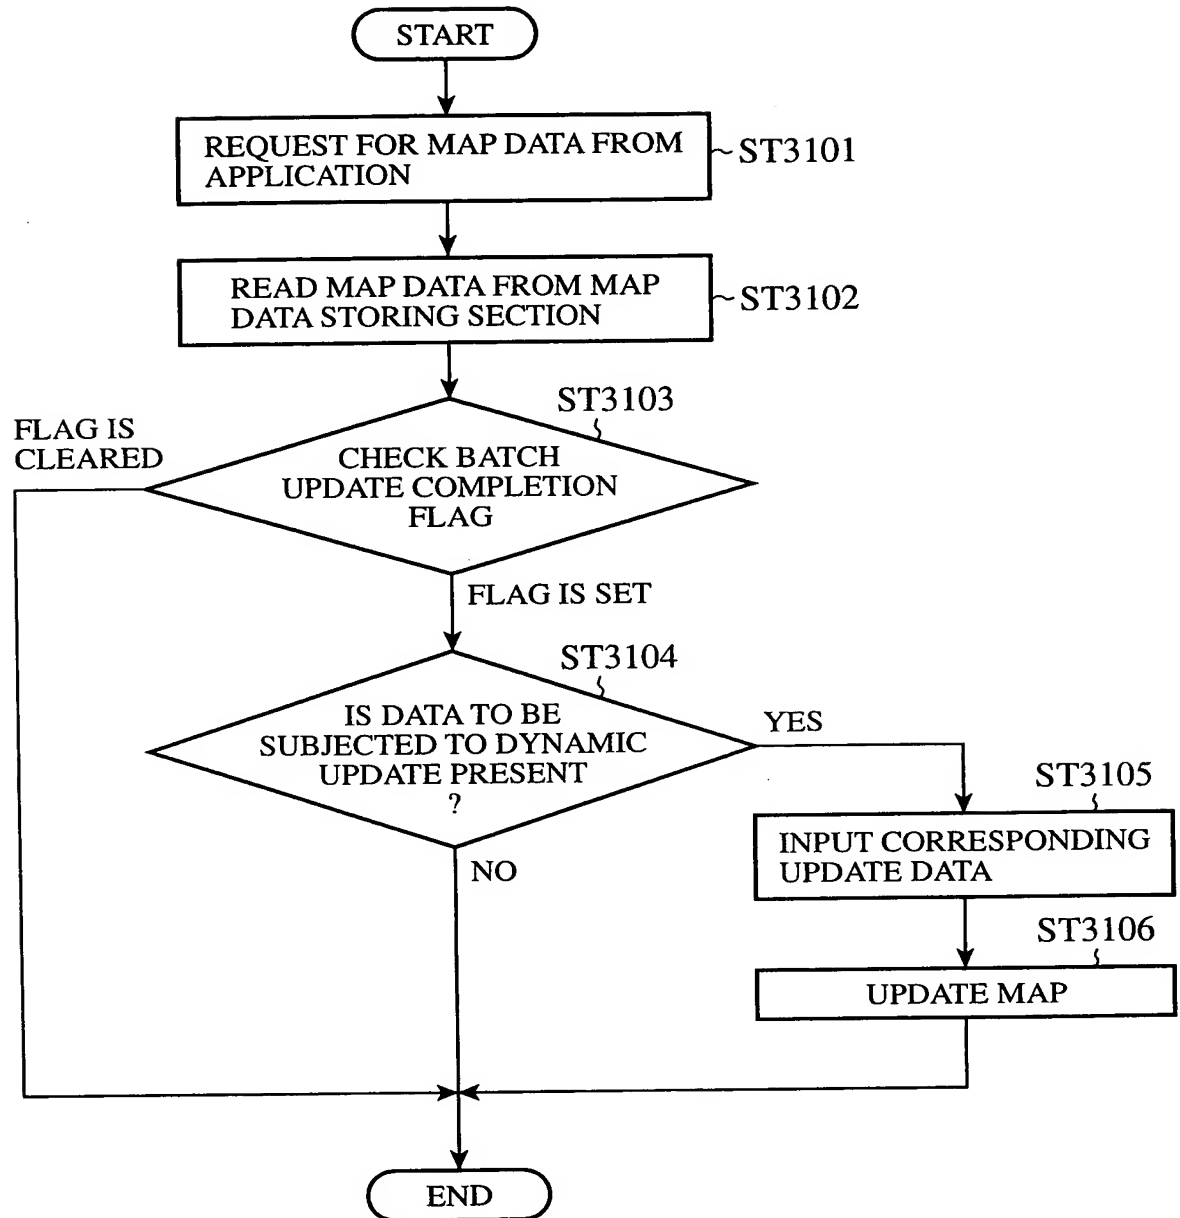 START
REQUEST FOR MAP DATA FROM
APPLICATION
ST3101
READ MAP DATA FROM MAP
DATA STORING SECTION
ST3102
ST3103
FLAG IS
CLEARED
CHECK BATCH
UPDATE COMPLETION
FLAG
FLAG IS SET
ST3104
IS DATA TO BE
SUBJECTED TO DYNAMIC
UPDATE PRESENT
?
YES
NO
ST3105
INPUT CORRESPONDING
UPDATE DATA
ST3106
UPDATE MAP
END